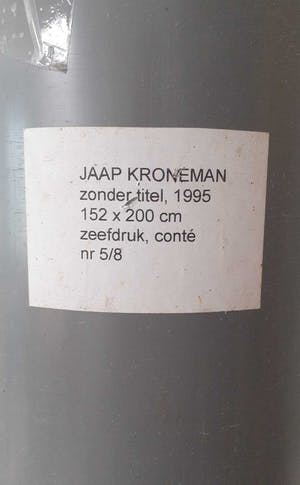 JAAP KRONEMAN
zonder titel, 1995
152 x 200 cm
zeefdruk, conté
nr 5/8